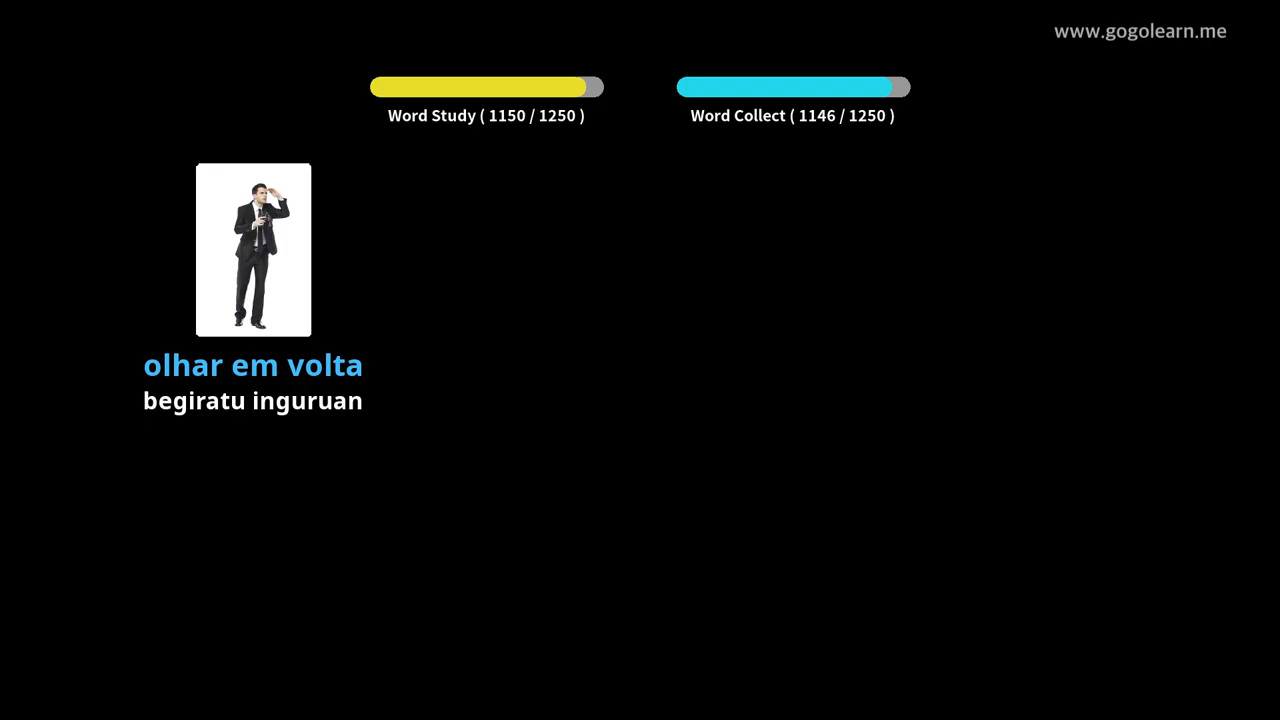 www.gogolearn.me
Word Study ( 1150 / 1250 )
Word Collect ( 1146 / 1250 )
olhar em volta
begiratu inguruan